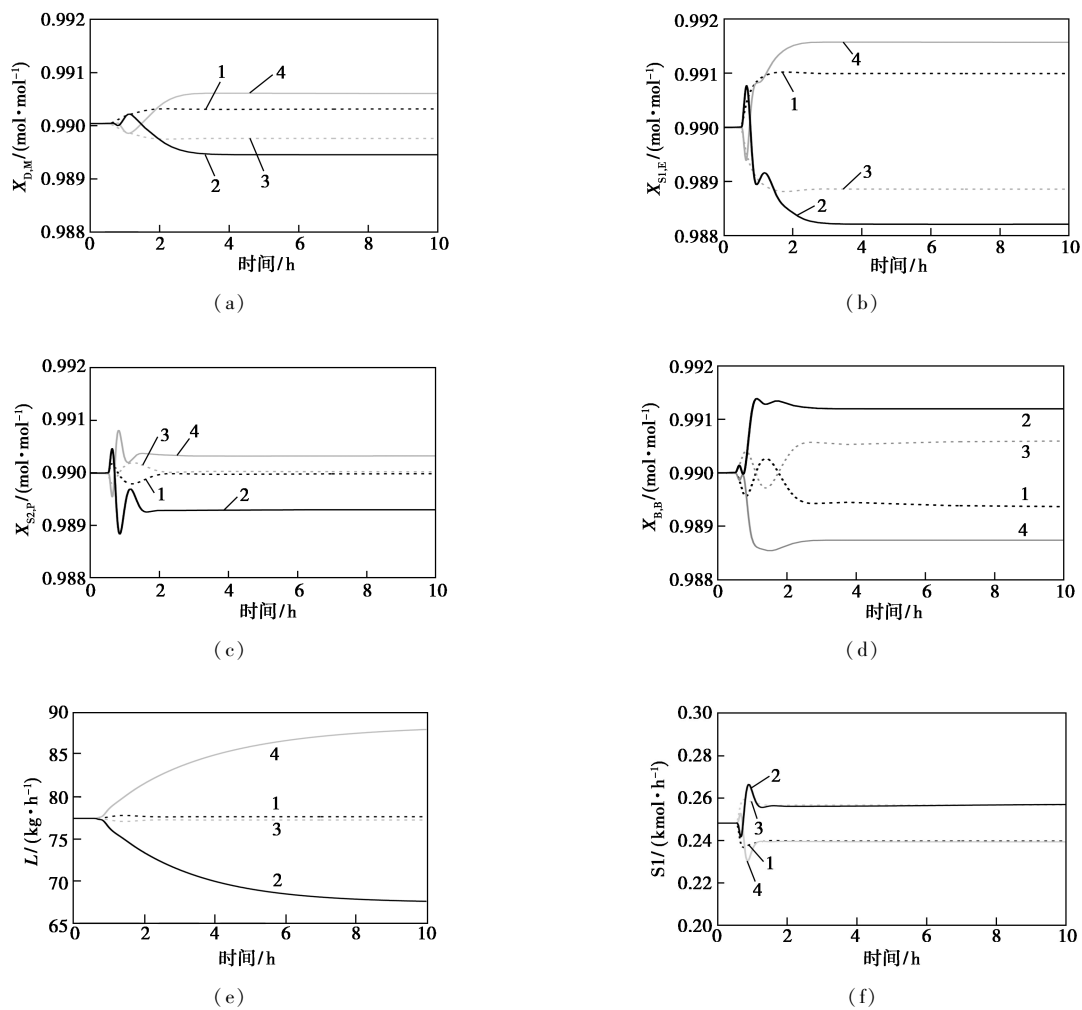 0.992
0.991
0.990
0.989
0.988
X_D,M/(mol·mol⁻¹)
1
4
2
3
0 2 4 6 8 10
时间/h
(a)
0.992
0.991
0.990
0.989
0.988
X_S1,E/(mol·mol⁻¹)
4
1
3
2
0 2 4 6 8 10
时间/h
(b)
0.992
0.991
0.990
0.989
0.988
X_S2,P/(mol·mol⁻¹)
3
4
1
2
0 2 4 6 8 10
时间/h
(c)
0.992
0.991
0.990
0.989
0.988
X_B,B/(mol·mol⁻¹)
2
3
1
4
0 2 4 6 8 10
时间/h
(d)
90
85
80
75
70
65
L/(kg·h⁻¹)
4
1
3
2
0 2 4 6 8 10
时间/h
(e)
0.30
0.28
0.26
0.24
0.22
0.20
S1/(kmol·h⁻¹)
2
3
1
4
0 2 4 6 8 10
时间/h
(f)